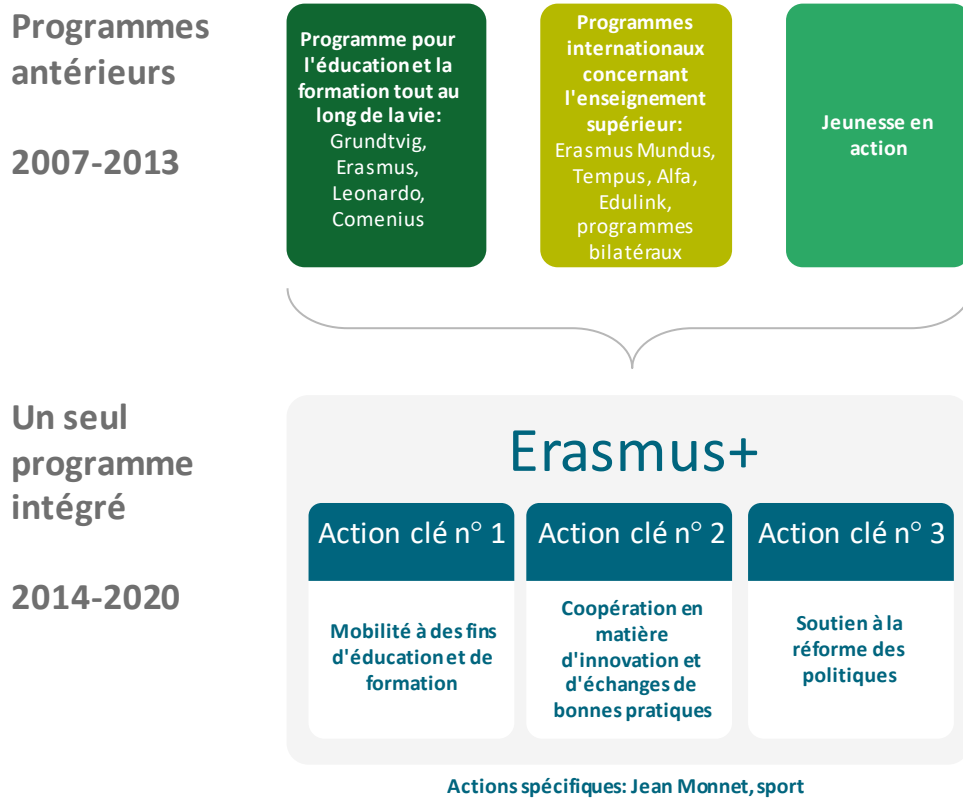 Programmes
antérieurs
2007-2013
Programme pour
l'éducation et la
formation tout au
long de la vie:
Grundtvig,
Erasmus,
Leonardo,
Comenius
Programmes
internationaux
concernant
l'enseignement
supérieur:
Erasmus Mundus,
Tempus, Alfa,
Edulink,
programmes
bilatéraux
Jeunesse en
action
Un seul
programme
intégré
2014-2020
Erasmus+
Action clé n° 1
Mobilité à des fins
d'éducation et de
formation
Action clé n° 2
Coopération en
matière
d'innovation et
d'échanges de
bonnes pratiques
Action clé n° 3
Soutien à la
réforme des
politiques
Actions spécifiques: Jean Monnet, sport